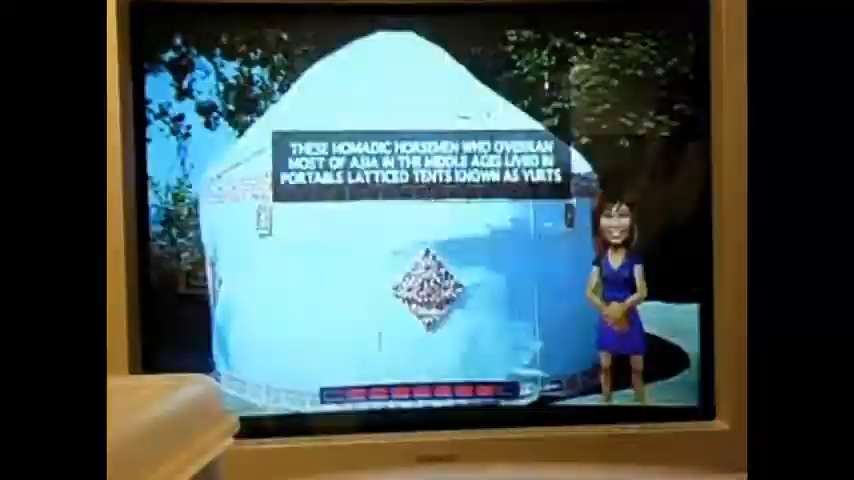 THESE NOMADIC HORSEMEN WHO OVERRAN
MOST OF ASIA IN THE MIDDLE AGES LIVED IN
PORTABLE LATTICED TENTS KNOWN AS YURTS